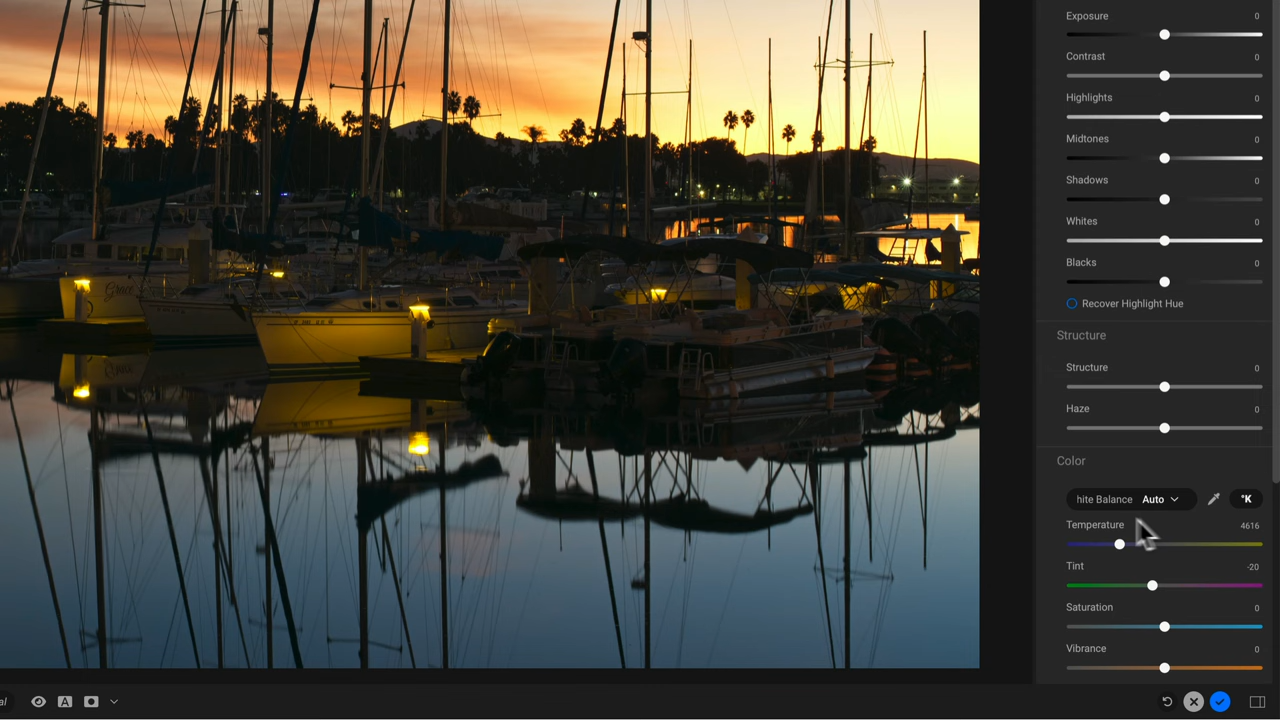 Exposure 0
Contrast 0
Highlights 0
Midtones 0
Shadows 0
Whites 0
Blacks 0
Recover Highlight Hue
Structure
Structure 0
Haze 0
Color
hite Balance Auto °K
Temperature 4616
Tint -20
Saturation 0
Vibrance 0
al A